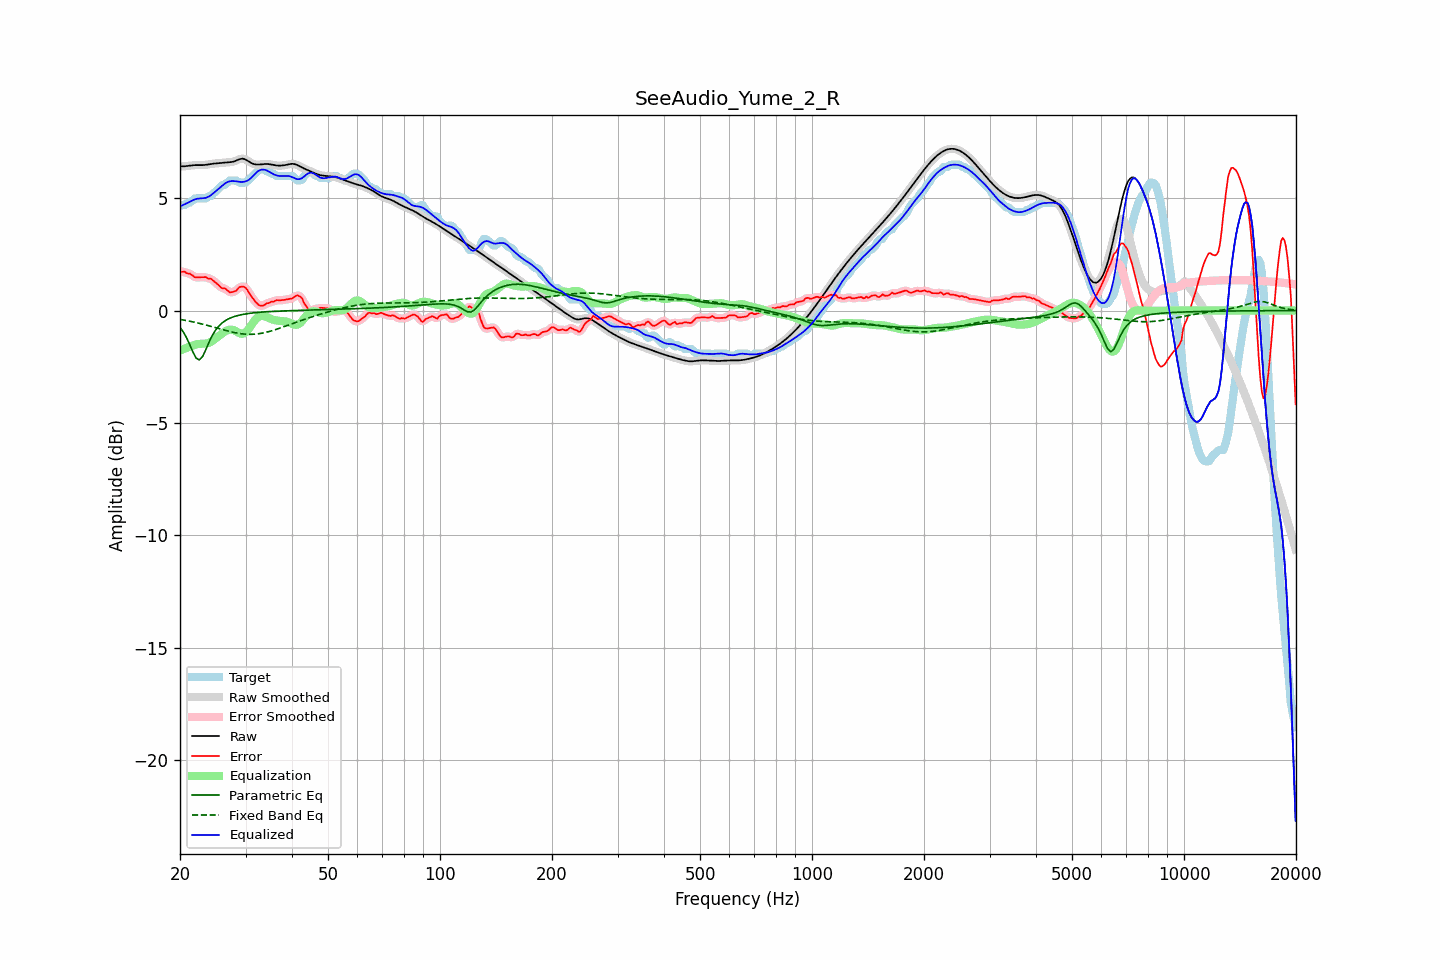 SeeAudio_Yume_2_R
Amplitude (dBr)
5
0
−5
−10
−15
−20
Target
Raw Smoothed
Error Smoothed
Raw
Error
Equalization
Parametric Eq
Fixed Band Eq
Equalized
20 50 100 200 500 1000 2000 5000 10000 20000
Frequency (Hz)